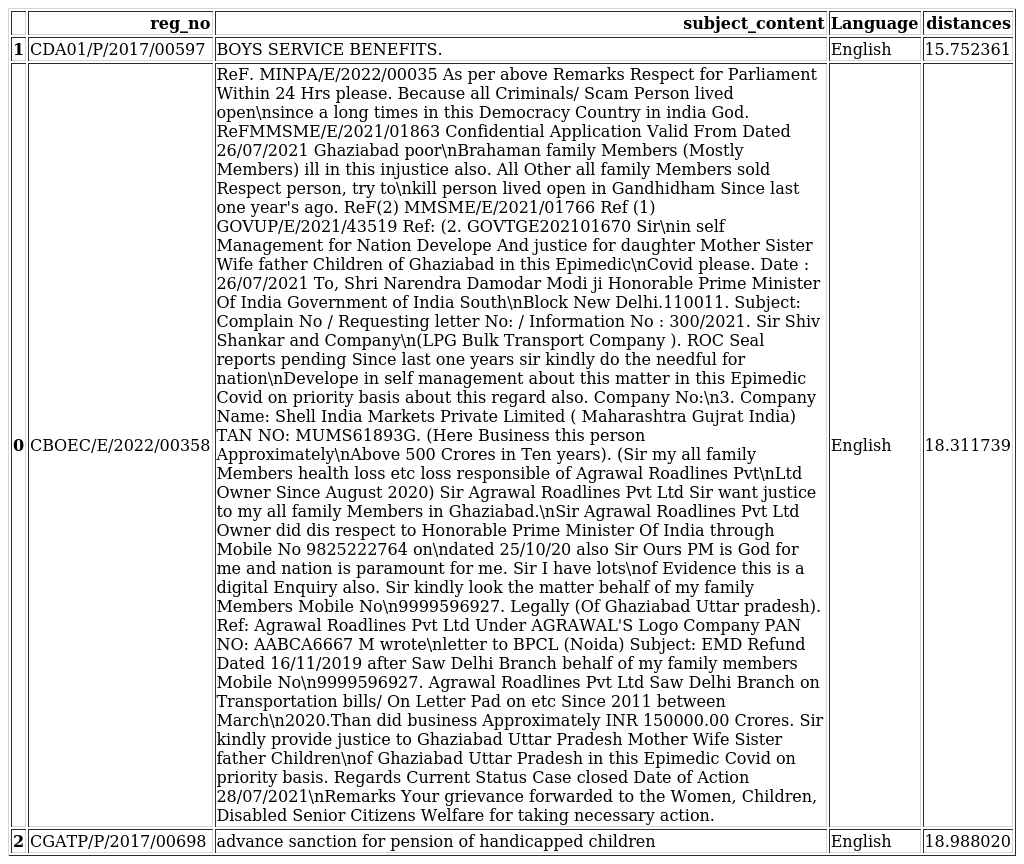 reg_no subject_content Language distances
1 CDA01/P/2017/00597 BOYS SERVICE BENEFITS. English 15.752361
ReF. MINPA/E/2022/00035 As per above Remarks Respect for Parliament
Within 24 Hrs please. Because all Criminals/ Scam Person lived
open\nsince a long times in this Democracy Country in india God.
ReFMMSME/E/2021/01863 Confidential Application Valid From Dated
26/07/2021 Ghaziabad poor\nBrahaman family Members (Mostly
Members) ill in this injustice also. All Other all family Members sold
Respect person, try to\nkill person lived open in Gandhidham Since last
one year's ago. ReF(2) MMSME/E/2021/01766 Ref (1)
GOVUP/E/2021/43519 Ref: (2. GOVTGE202101670 Sir\nin self
Management for Nation Develope And justice for daughter Mother Sister
Wife father Children of Ghaziabad in this Epimedic\nCovid please. Date :
26/07/2021 To, Shri Narendra Damodar Modi ji Honorable Prime Minister
Of India Government of India South\nBlock New Delhi.110011. Subject:
Complain No / Requesting letter No: / Information No : 300/2021. Sir Shiv
Shankar and Company\n(LPG Bulk Transport Company ). ROC Seal
reports pending Since last one years sir kindly do the needful for
nation\nDevelope in self management about this matter in this Epimedic
Covid on priority basis about this regard also. Company No:\n3. Company
Name: Shell India Markets Private Limited ( Maharashtra Gujrat India)
TAN NO: MUMS61893G. (Here Business this person
Approximately\nAbove 500 Crores in Ten years). (Sir my all family
0 CBOEC/E/2022/00358 Members health loss etc loss responsible of Agrawal Roadlines Pvt\nLtd English 18.311739
Owner Since August 2020) Sir Agrawal Roadlines Pvt Ltd Sir want justice
to my all family Members in Ghaziabad.\nSir Agrawal Roadlines Pvt Ltd
Owner did dis respect to Honorable Prime Minister Of India through
Mobile No 9825222764 on\ndated 25/10/20 also Sir Ours PM is God for
me and nation is paramount for me. Sir I have lots\nof Evidence this is a
digital Enquiry also. Sir kindly look the matter behalf of my family
Members Mobile No\n9999596927. Legally (Of Ghaziabad Uttar pradesh).
Ref: Agrawal Roadlines Pvt Ltd Under AGRAWAL'S Logo Company PAN
NO: AABCA6667 M wrote\nletter to BPCL (Noida) Subject: EMD Refund
Dated 16/11/2019 after Saw Delhi Branch behalf of my family members
Mobile No\n9999596927. Agrawal Roadlines Pvt Ltd Saw Delhi Branch on
Transportation bills/ On Letter Pad on etc Since 2011 between
March\n2020.Than did business Approximately INR 150000.00 Crores. Sir
kindly provide justice to Ghaziabad Uttar Pradesh Mother Wife Sister
father Children\nof Ghaziabad Uttar Pradesh in this Epimedic Covid on
priority basis. Regards Current Status Case closed Date of Action
28/07/2021\nRemarks Your grievance forwarded to the Women, Children,
Disabled Senior Citizens Welfare for taking necessary action.
2 CGATP/P/2017/00698 advance sanction for pension of handicapped children English 18.988020